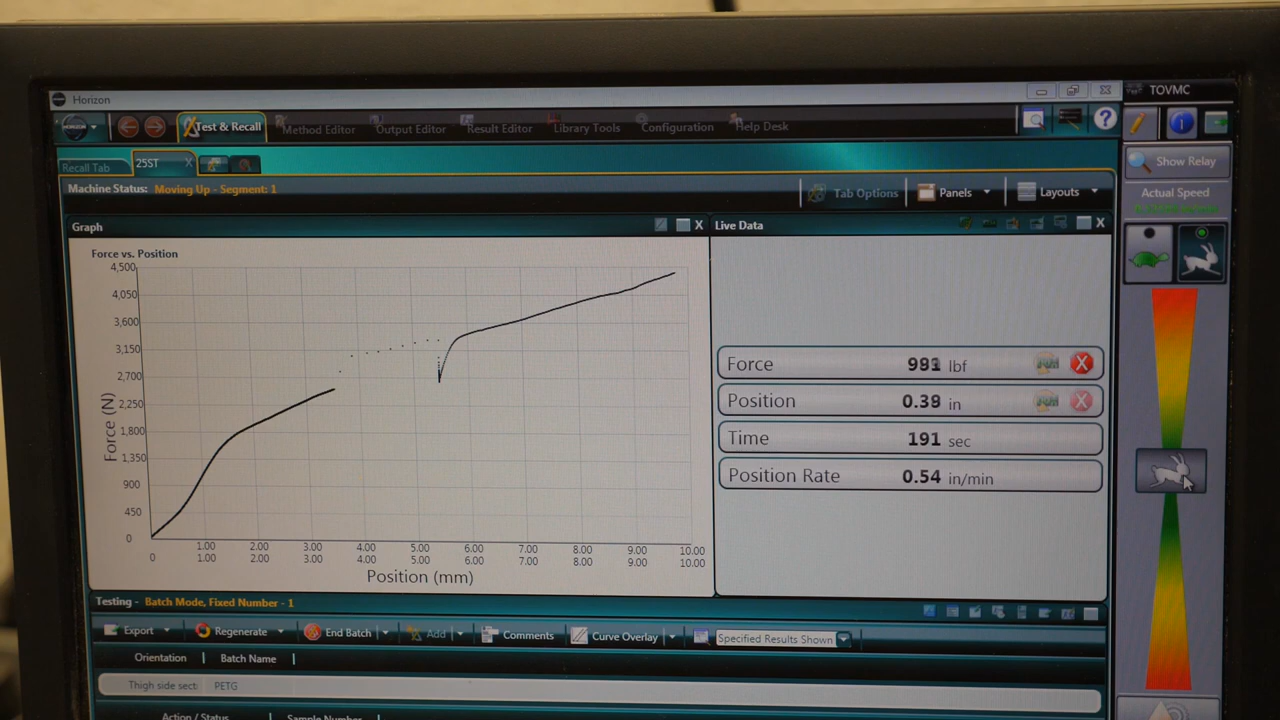 Horizon
TOVMC
HORIZON
Test & Recall
Method Editor
Output Editor
Result Editor
Library Tools
Configuration
Help Desk
Recall Tab
25ST
X
Show Relay
Machine Status: Moving Up - Segment: 1
Tab Options
Panels
Layouts
Actual Speed
Graph
X
Live Data
X
Force vs. Position
4,500
4,050
3,600
3,150
2,700
2,250
1,800
1,350
900
450
0
Force (N)
0 1.00 2.00 3.00 4.00 5.00 6.00 7.00 8.00 9.00 10.00
0 1.00 2.00 3.00 4.00 5.00 6.00 7.00 8.00 9.00 10.00
Position (mm)
Force lbf
Position in
Time 191 sec
Position Rate 0.54 in/min
Testing - Batch Mode, Fixed Number - 1
Export
Regenerate
End Batch
Add
Comments
Curve Overlay
Specified Results Shown
Orientation
Batch Name
Thigh side sect
PETG
Action / Status
Sample Number